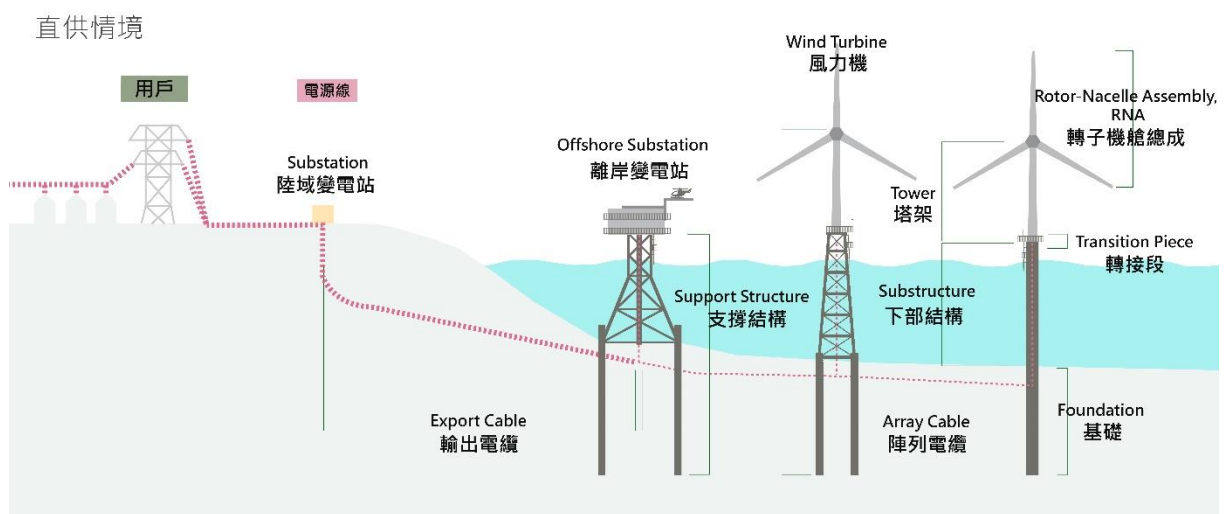 直供情境
用戶
電源線
Substation
陸域變電站
Offshore Substation
離岸變電站
Wind Turbine
風力機
Rotor-Nacelle Assembly,
RNA
轉子機艙總成
Tower
塔架
Transition Piece
轉接段
Support Structure
支撐結構
Substructure
下部結構
Export Cable
輸出電纜
Array Cable
陣列電纜
Foundation
基礎